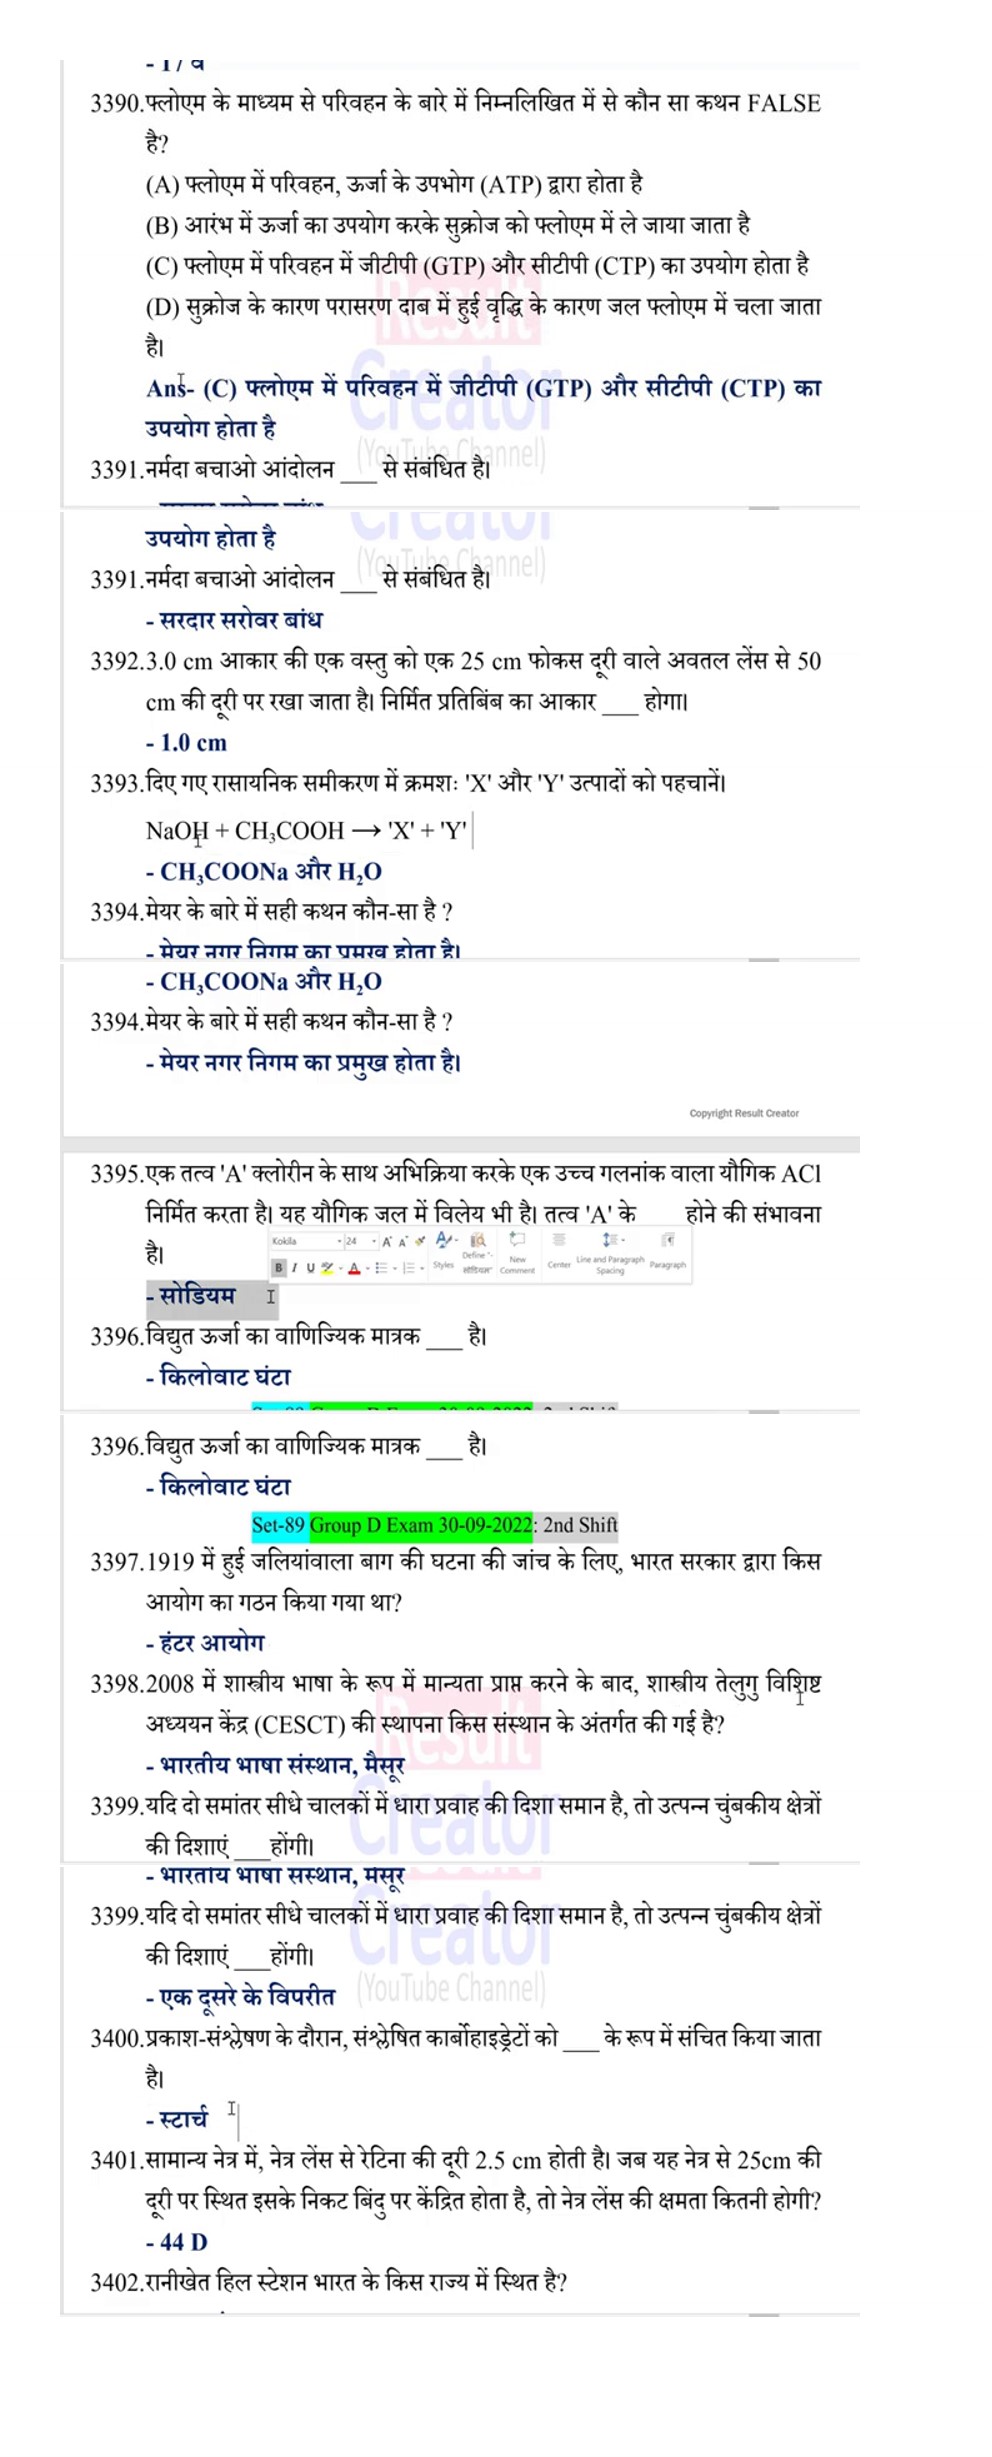 - 1 / व
3390.फ्लोएम के माध्यम से परिवहन के बारे में निम्नलिखित में से कौन सा कथन FALSE
है?
(A) फ्लोएम में परिवहन, ऊर्जा के उपभोग (ATP) द्वारा होता है
(B) आरंभ में ऊर्जा का उपयोग करके सुक्रोज को फ्लोएम में ले जाया जाता है
(C) फ्लोएम में परिवहन में जीटीपी (GTP) और सीटीपी (CTP) का उपयोग होता है
(D) सुक्रोज के कारण परासरण दाब में हुई वृद्धि के कारण जल फ्लोएम में चला जाता
है।
Ans- (C) फ्लोएम में परिवहन में जीटीपी (GTP) और सीटीपी (CTP) का
उपयोग होता है
3391.नर्मदा बचाओ आंदोलन ___ से संबंधित है।
उपयोग होता है
3391.नर्मदा बचाओ आंदोलन ___ से संबंधित है।
- सरदार सरोवर बांध
3392.3.0 cm आकार की एक वस्तु को एक 25 cm फोकस दूरी वाले अवतल लेंस से 50
cm की दूरी पर रखा जाता है। निर्मित प्रतिबिंब का आकार ___ होगा।
- 1.0 cm
3393.दिए गए रासायनिक समीकरण में क्रमशः 'X' और 'Y' उत्पादों को पहचानें।
NaOH + CH₃COOH → 'X' + 'Y'
- CH₃COONa और H₂O
3394.मेयर के बारे में सही कथन कौन-सा है ?
- मेयर नगर निगम का प्रमुख होता है।
- CH₃COONa और H₂O
3394.मेयर के बारे में सही कथन कौन-सा है ?
- मेयर नगर निगम का प्रमुख होता है।
Copyright Result Creator
3395.एक तत्व 'A' क्लोरीन के साथ अभिक्रिया करके एक उच्च गलनांक वाला यौगिक ACl
निर्मित करता है। यह यौगिक जल में विलेय भी है। तत्व 'A' के होने की संभावना
है।
Kokila 24
B I U Styles Define "- सोडियम" New Comment Center Line and Paragraph Spacing Paragraph
- सोडियम
3396.विद्युत ऊर्जा का वाणिज्यिक मात्रक ___ है।
- किलोवाट घंटा
3396.विद्युत ऊर्जा का वाणिज्यिक मात्रक ___ है।
- किलोवाट घंटा
Set-89 Group D Exam 30-09-2022: 2nd Shift
3397.1919 में हुई जलियांवाला बाग की घटना की जांच के लिए, भारत सरकार द्वारा किस
आयोग का गठन किया गया था?
- हंटर आयोग
3398.2008 में शास्त्रीय भाषा के रूप में मान्यता प्राप्त करने के बाद, शास्त्रीय तेलुगु विशिष्ट
अध्ययन केंद्र (CESCT) की स्थापना किस संस्थान के अंतर्गत की गई है?
- भारतीय भाषा संस्थान, मैसूर
3399.यदि दो समांतर सीधे चालकों में धारा प्रवाह की दिशा समान है, तो उत्पन्न चुंबकीय क्षेत्रों
की दिशाएं ___होंगी।
- भारतीय भाषा संस्थान, मैसूर
3399.यदि दो समांतर सीधे चालकों में धारा प्रवाह की दिशा समान है, तो उत्पन्न चुंबकीय क्षेत्रों
की दिशाएं ___होंगी।
- एक दूसरे के विपरीत
3400.प्रकाश-संश्लेषण के दौरान, संश्लेषित कार्बोहाइड्रेटों को ___ के रूप में संचित किया जाता
है।
- स्टार्च
3401.सामान्य नेत्र में, नेत्र लेंस से रेटिना की दूरी 2.5 cm होती है। जब यह नेत्र से 25cm की
दूरी पर स्थित इसके निकट बिंदु पर केंद्रित होता है, तो नेत्र लेंस की क्षमता कितनी होगी?
- 44 D
3402.रानीखेत हिल स्टेशन भारत के किस राज्य में स्थित है?
Result
Creator
(YouTube Channel)
Creator
(YouTube Channel)
Result
Creator
Creator
(YouTube Channel)